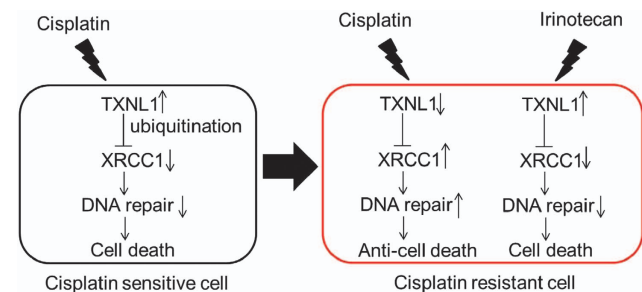 Cisplatin
TXNL1↑
ubiquitination
XRCC1↓
DNA repair↓
Cell death
Cisplatin sensitive cell
Cisplatin
TXNL1↓
XRCC1↑
DNA repair↑
Anti-cell death
Irinotecan
TXNL1↑
XRCC1↓
DNA repair↓
Cell death
Cisplatin resistant cell